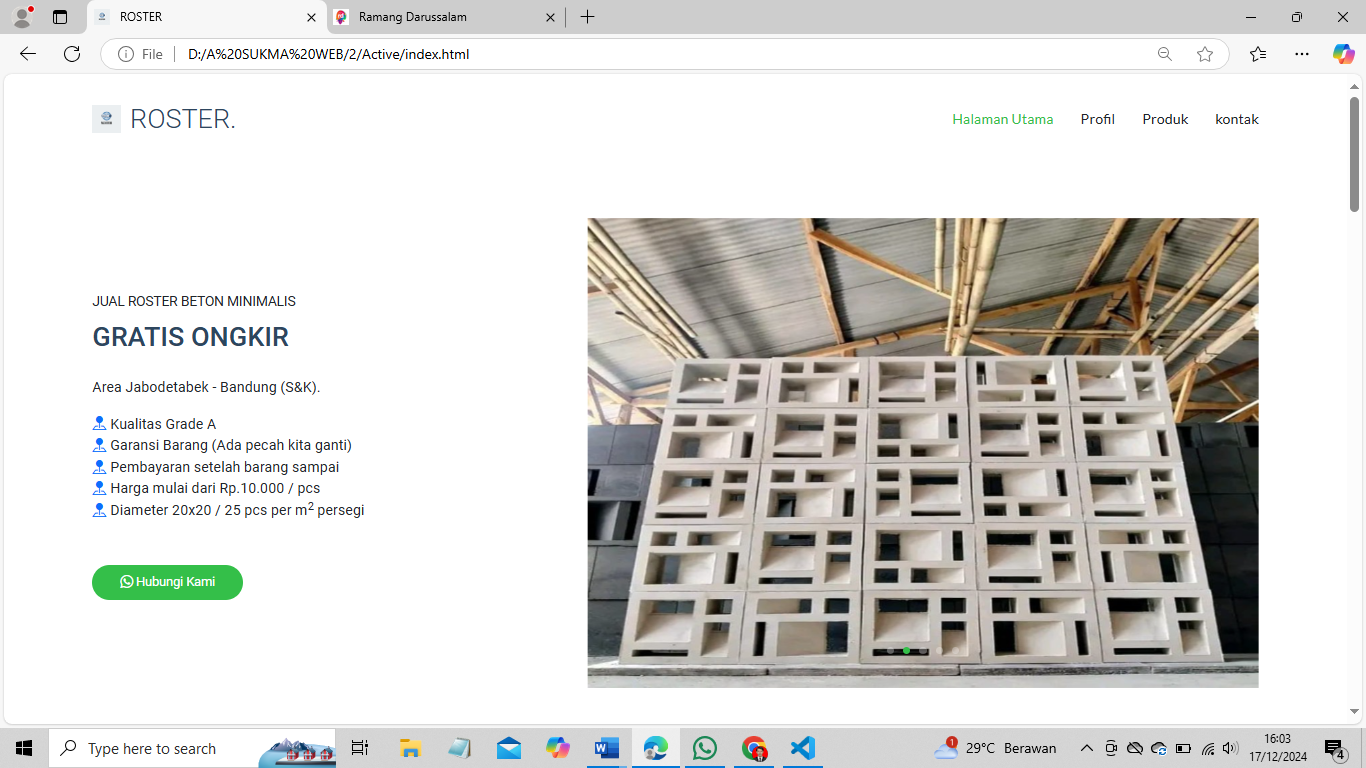 ROSTER
Ramang Darussalam
File
D:/A%20SUKMA%20WEB/2/Active/index.html
ROSTER.
Halaman Utama
Profil
Produk
kontak
JUAL ROSTER BETON MINIMALIS
GRATIS ONGKIR
Area Jabodetabek - Bandung (S&K).
Kualitas Grade A
Garansi Barang (Ada pecah kita ganti)
Pembayaran setelah barang sampai
Harga mulai dari Rp.10.000 / pcs
Diameter 20x20 / 25 pcs per m² persegi
Hubungi Kami
Type here to search
1
29°C Berawan
16:03
17/12/2024
4